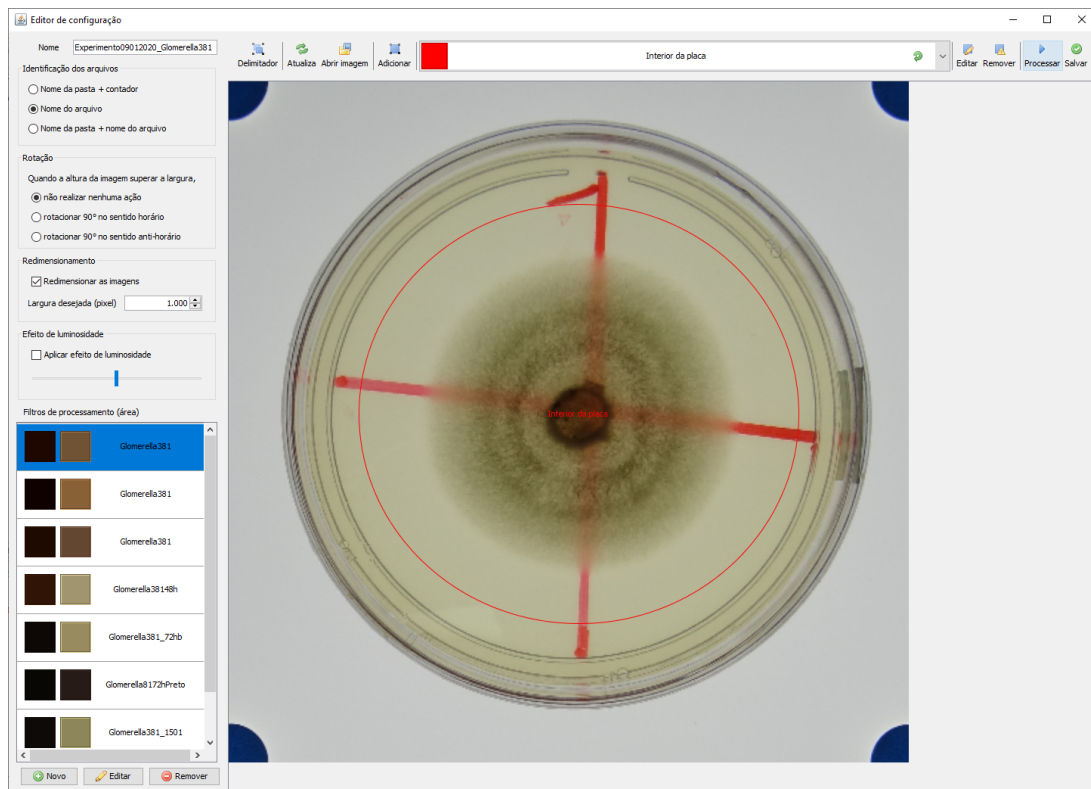 Editor de configuração
Nome Experimento09012020_Glomerella381
Identificação dos arquivos
Nome da pasta + contador
Nome do arquivo
Nome da pasta + nome do arquivo
Rotação
Quando a altura da imagem superar a largura,
não realizar nenhuma ação
rotacionar 90° no sentido horário
rotacionar 90° no sentido anti-horário
Redimensionamento
Redimensionar as imagens
Largura desejada (pixel) 1.000
Efeito de luminosidade
Aplicar efeito de luminosidade
Filtros de processamento (área)
Glomerella381
Glomerella381
Glomerella381
Glomerella38148h
Glomerella381_72hb
Glomerella8172hPreto
Glomerella381_1501
Novo Editar Remover
Delimitador Atualiza Abrir imagem Adicionar Interior da placa Editar Remover Processar Salvar
1
Interior da placa